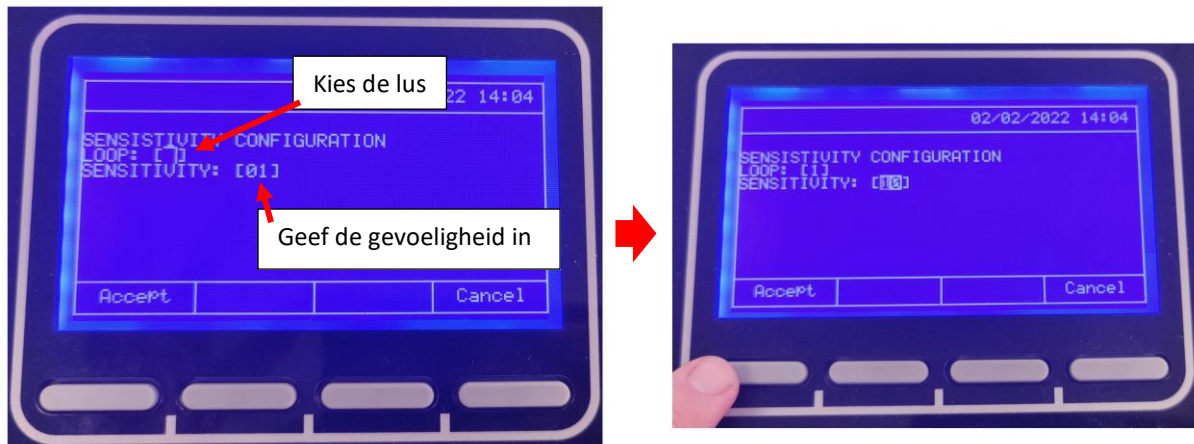 Kies de lus
22 14:04
SENSISTIVITY CONFIGURATION
LOOP: [ ]
SENSITIVITY: [01]
Geef de gevoeligheid in
Accept
Cancel
02/02/2022 14:04
SENSISTIVITY CONFIGURATION
LOOP: [1]
SENSITIVITY: [10]
Accept
Cancel